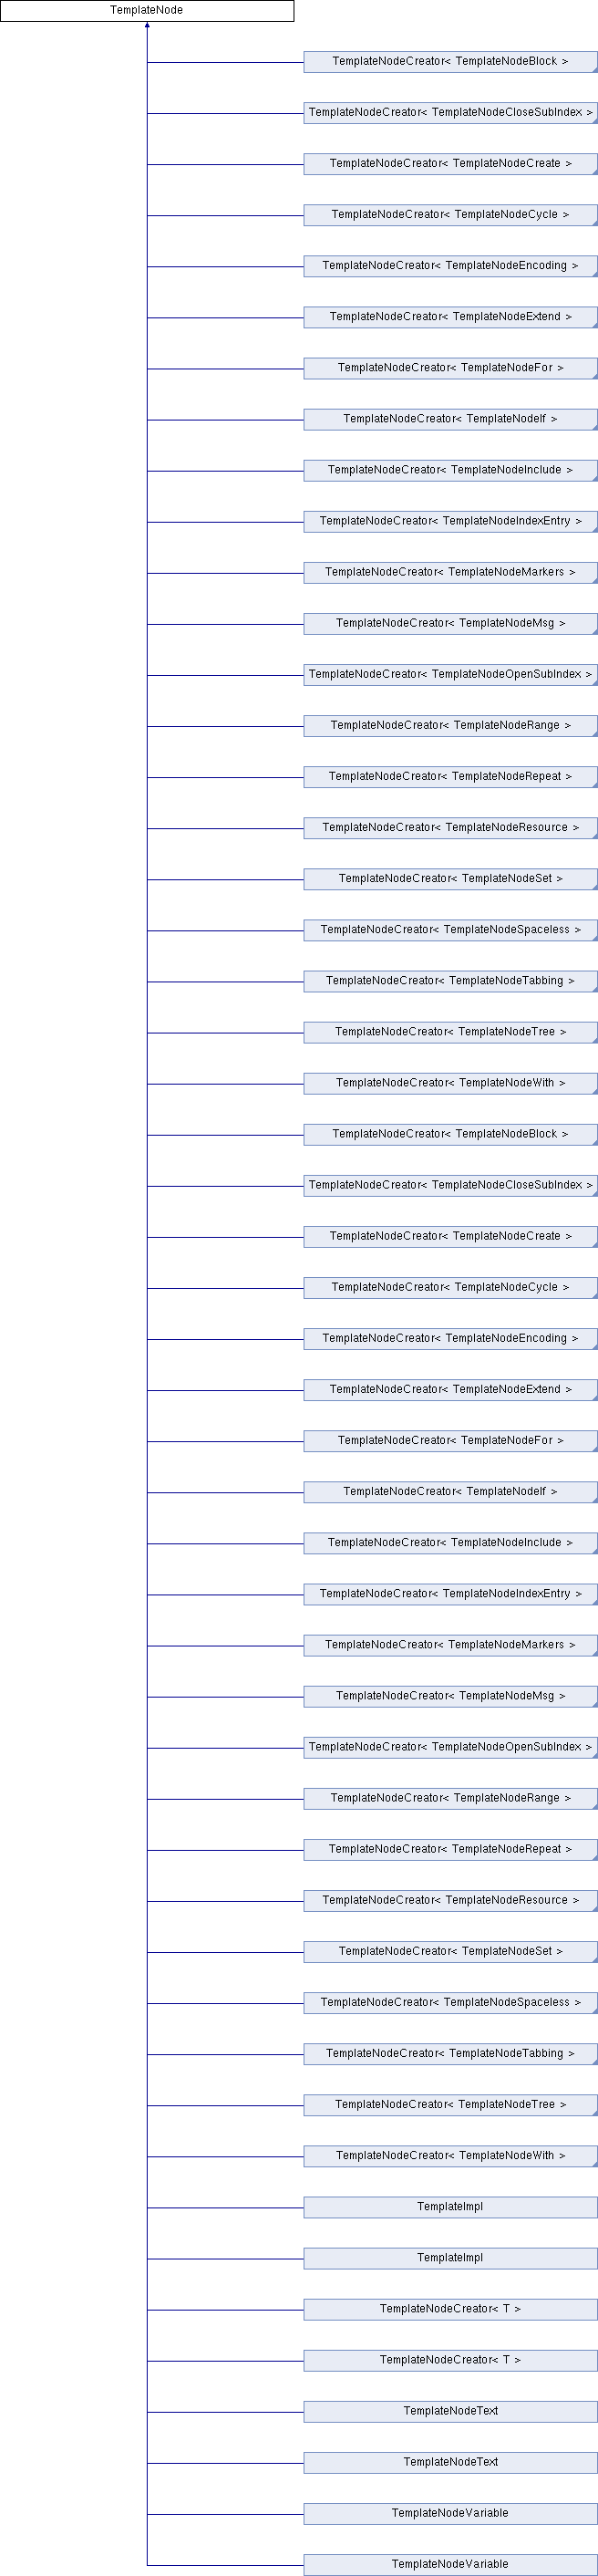 TemplateNode
TemplateNodeCreator< TemplateNodeBlock >
TemplateNodeCreator< TemplateNodeCloseSubIndex >
TemplateNodeCreator< TemplateNodeCreate >
TemplateNodeCreator< TemplateNodeCycle >
TemplateNodeCreator< TemplateNodeEncoding >
TemplateNodeCreator< TemplateNodeExtend >
TemplateNodeCreator< TemplateNodeFor >
TemplateNodeCreator< TemplateNodeIf >
TemplateNodeCreator< TemplateNodeInclude >
TemplateNodeCreator< TemplateNodeIndexEntry >
TemplateNodeCreator< TemplateNodeMarkers >
TemplateNodeCreator< TemplateNodeMsg >
TemplateNodeCreator< TemplateNodeOpenSubIndex >
TemplateNodeCreator< TemplateNodeRange >
TemplateNodeCreator< TemplateNodeRepeat >
TemplateNodeCreator< TemplateNodeResource >
TemplateNodeCreator< TemplateNodeSet >
TemplateNodeCreator< TemplateNodeSpaceless >
TemplateNodeCreator< TemplateNodeTabbing >
TemplateNodeCreator< TemplateNodeTree >
TemplateNodeCreator< TemplateNodeWith >
TemplateNodeCreator< TemplateNodeBlock >
TemplateNodeCreator< TemplateNodeCloseSubIndex >
TemplateNodeCreator< TemplateNodeCreate >
TemplateNodeCreator< TemplateNodeCycle >
TemplateNodeCreator< TemplateNodeEncoding >
TemplateNodeCreator< TemplateNodeExtend >
TemplateNodeCreator< TemplateNodeFor >
TemplateNodeCreator< TemplateNodeIf >
TemplateNodeCreator< TemplateNodeInclude >
TemplateNodeCreator< TemplateNodeIndexEntry >
TemplateNodeCreator< TemplateNodeMarkers >
TemplateNodeCreator< TemplateNodeMsg >
TemplateNodeCreator< TemplateNodeOpenSubIndex >
TemplateNodeCreator< TemplateNodeRange >
TemplateNodeCreator< TemplateNodeRepeat >
TemplateNodeCreator< TemplateNodeResource >
TemplateNodeCreator< TemplateNodeSet >
TemplateNodeCreator< TemplateNodeSpaceless >
TemplateNodeCreator< TemplateNodeTabbing >
TemplateNodeCreator< TemplateNodeTree >
TemplateNodeCreator< TemplateNodeWith >
TemplateImpl
TemplateImpl
TemplateNodeCreator< T >
TemplateNodeCreator< T >
TemplateNodeText
TemplateNodeText
TemplateNodeVariable
TemplateNodeVariable